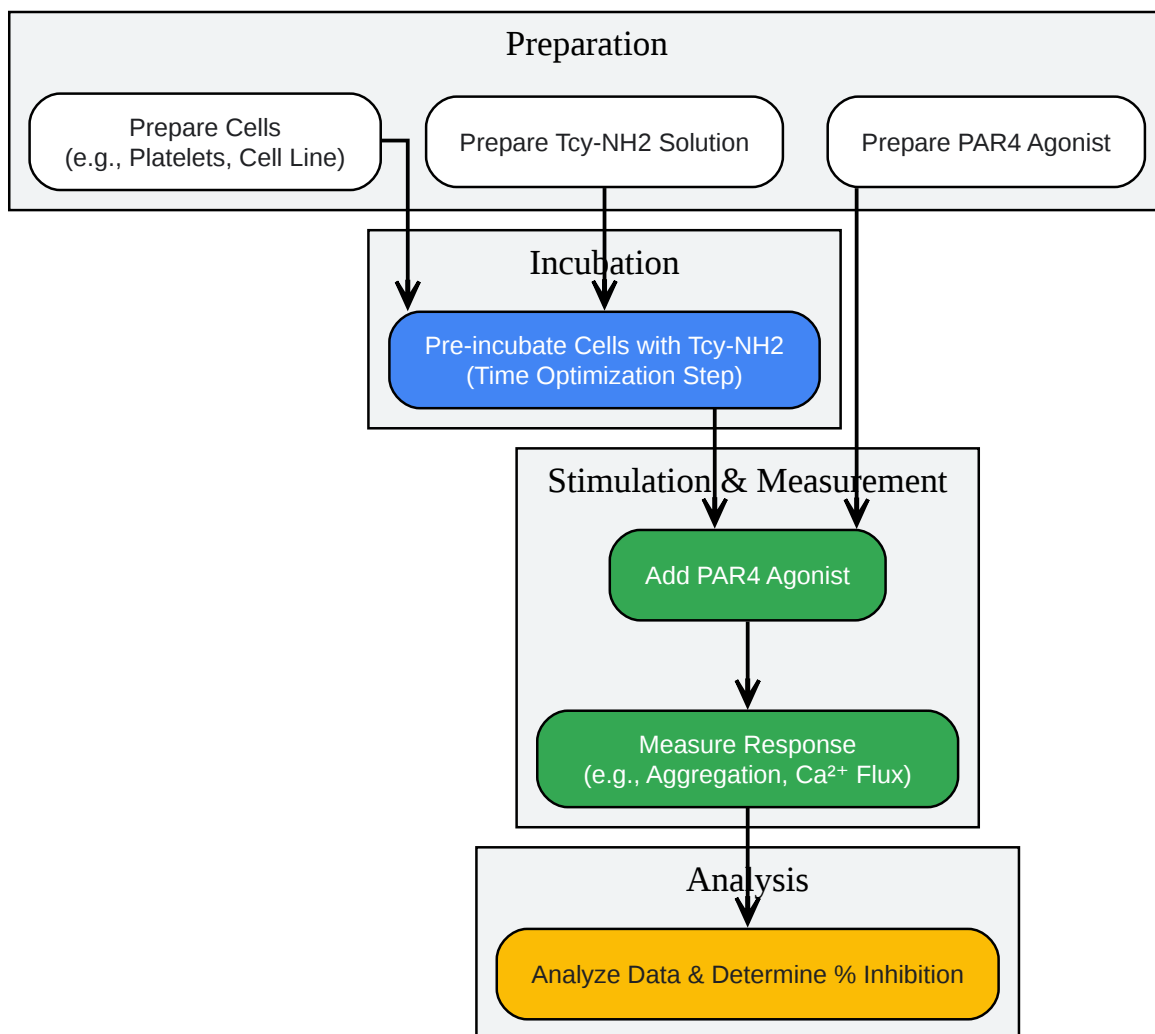 Preparation
Prepare Cells
(e.g., Platelets, Cell Line)
Prepare Tcy-NH2 Solution
Prepare PAR4 Agonist
Incubation
Pre-incubate Cells with Tcy-NH2
(Time Optimization Step)
Stimulation & Measurement
Add PAR4 Agonist
Measure Response
(e.g., Aggregation, Ca²⁺ Flux)
Analysis
Analyze Data & Determine % Inhibition